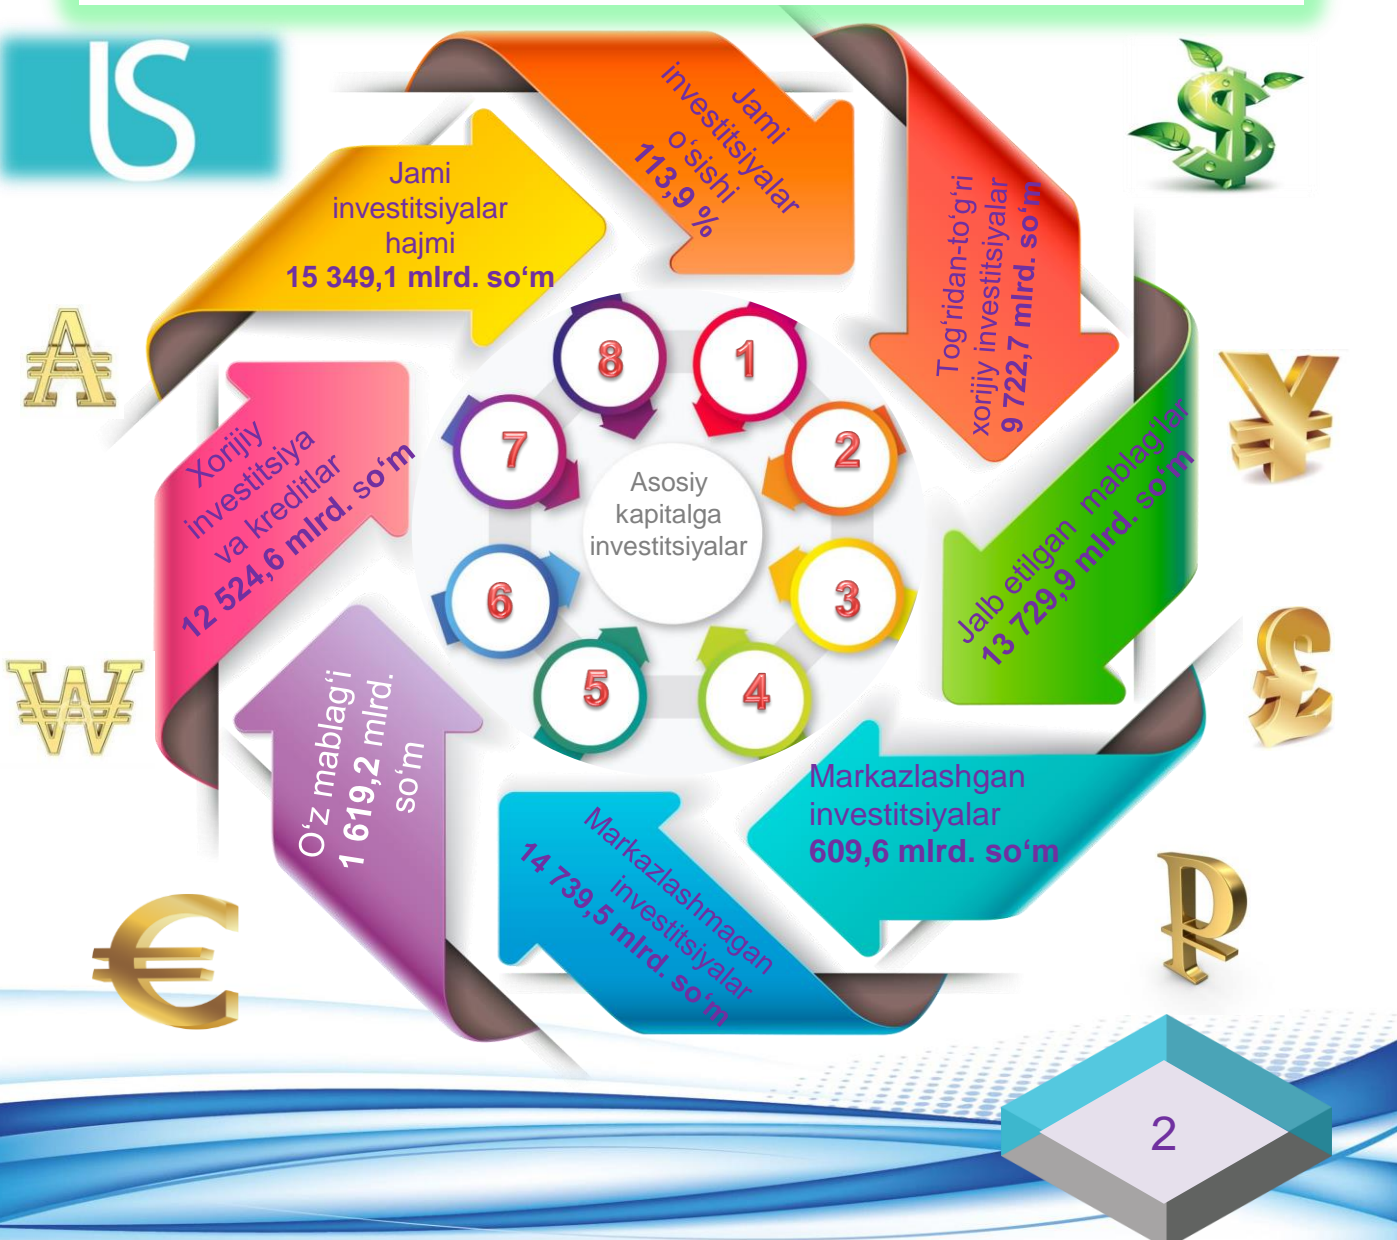 Jami
investitsiyalar
hajmi
15 349,1 mlrd. so‘m
Jami
investitsiyalar
o‘sishi
113,9 %
Tog‘ridan-to‘g‘ri
xorijiy investitsiyalar
9 722,7 mlrd. so‘m
Jalb etilgan mablag‘lar
13 729,9 mlrd. so‘m
Markazlashgan
investitsiyalar
609,6 mlrd. so‘m
Markazlashmagan
investitsiyalar
14 739,5 mlrd. so‘m
O‘z mablag‘i
1 619,2 mlrd.
so‘m
Xorijiy
investitsiya
va kreditlar
12 524,6 mlrd. so‘m
8
1
7
2
6
3
5
4
Asosiy
kapitalga
investitsiyalar
2